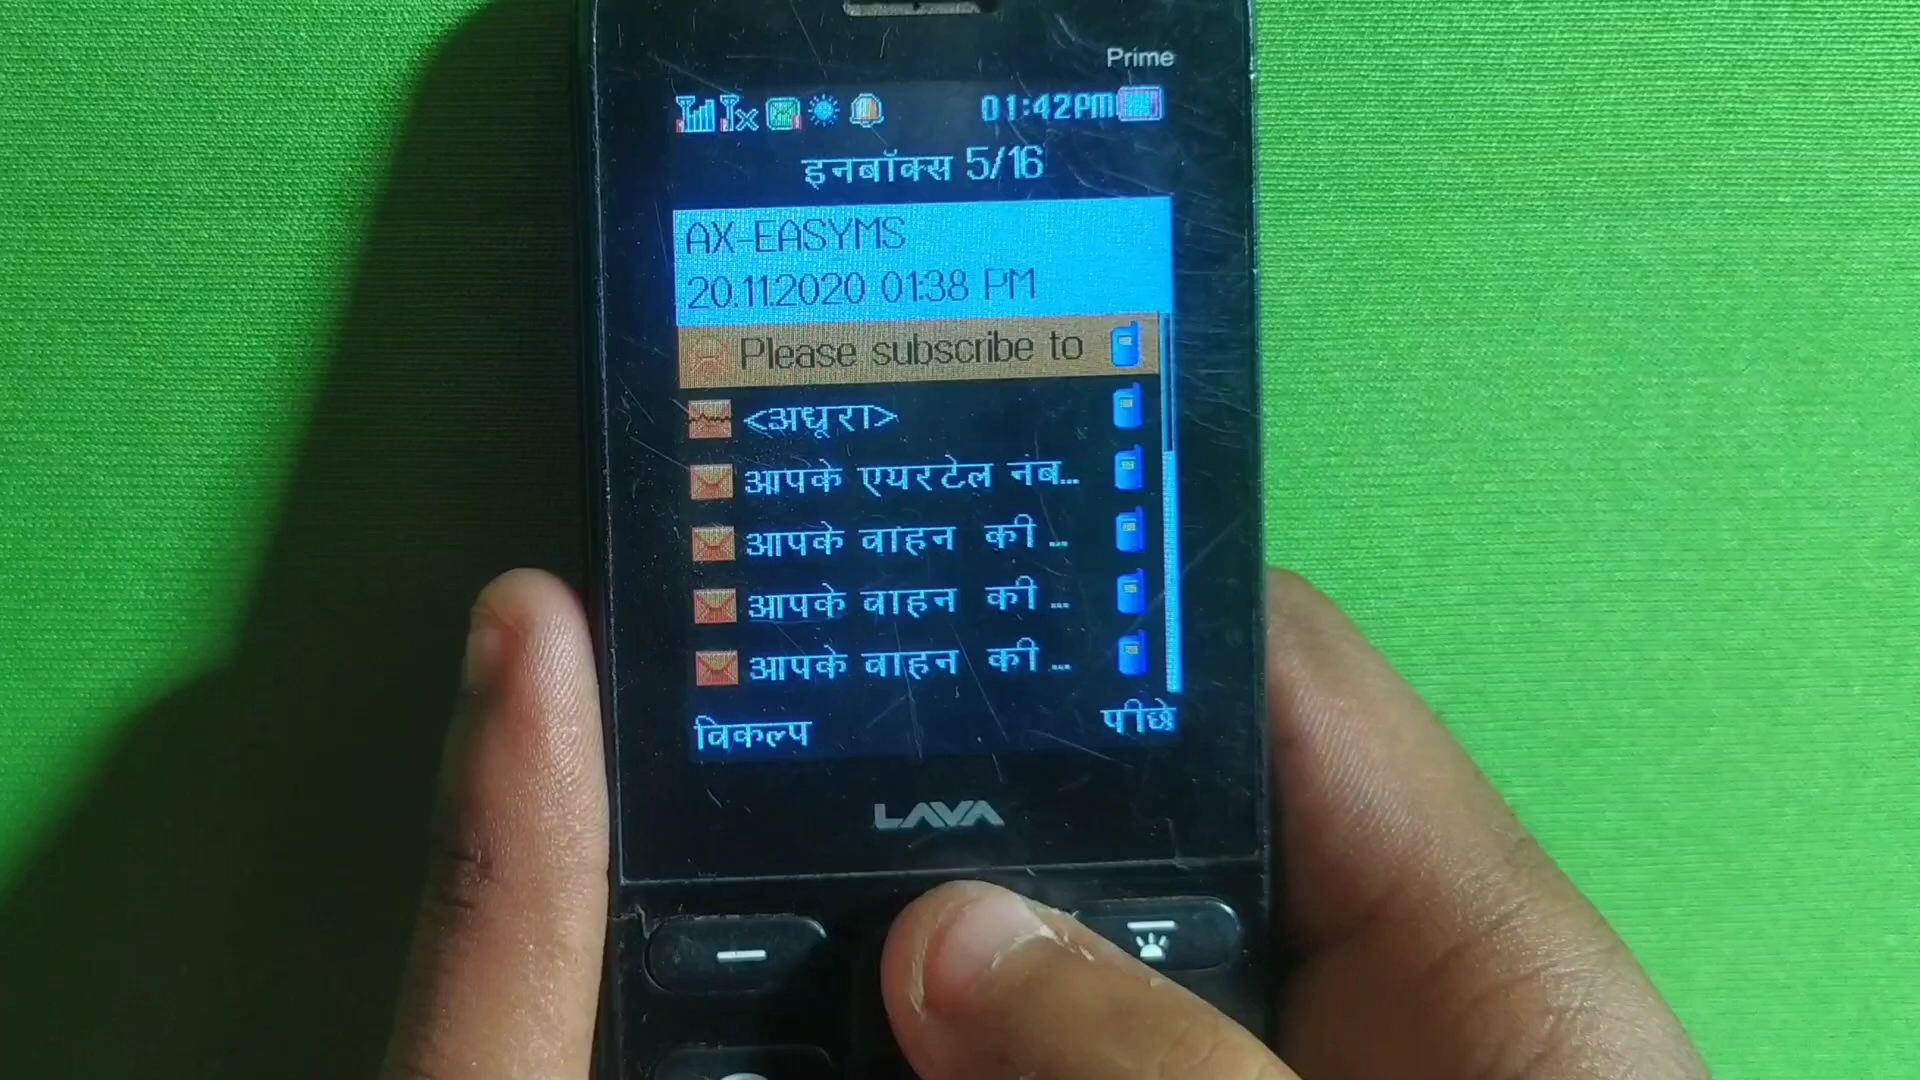 Prime
01:42PM
इनबॉक्स 5/16
AX-EASYMS
20.11.2020 01:38 PM
Please subscribe to
<अधूरा>
आपके एयरटेल नंब...
आपके वाहन की ...
आपके वाहन की ...
आपके वाहन की ...
विकल्प
पीछे
LAVA